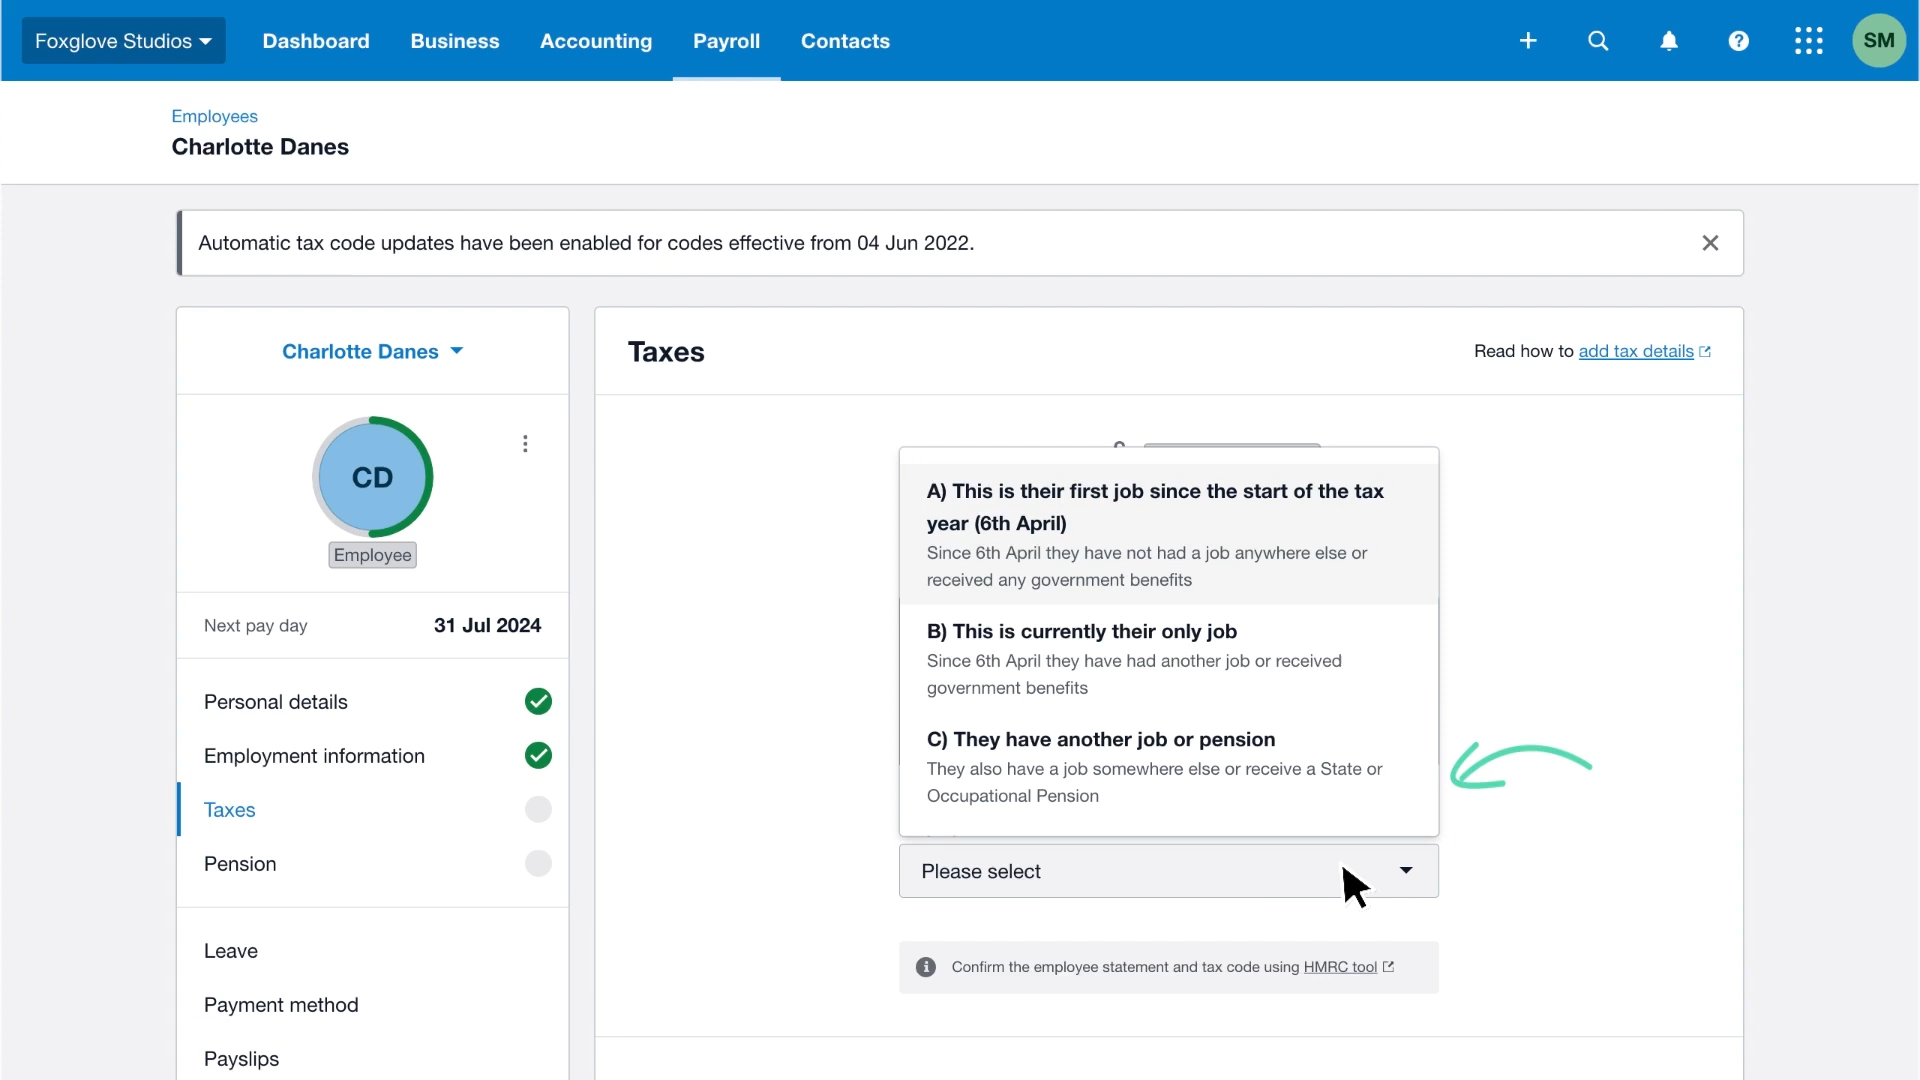 Foxglove Studios
Dashboard
Business
Accounting
Payroll
Contacts
SM
Employees
Charlotte Danes
Automatic tax code updates have been enabled for codes effective from 04 Jun 2022.
Charlotte Danes
CD
Employee
Next pay day
31 Jul 2024
Personal details
Employment information
Taxes
Pension
Leave
Payment method
Payslips
Taxes
Read how to add tax details
A) This is their first job since the start of the tax
year (6th April)
Since 6th April they have not had a job anywhere else or
received any government benefits
B) This is currently their only job
Since 6th April they have had another job or received
government benefits
C) They have another job or pension
They also have a job somewhere else or receive a State or
Occupational Pension
Please select
Confirm the employee statement and tax code using HMRC tool